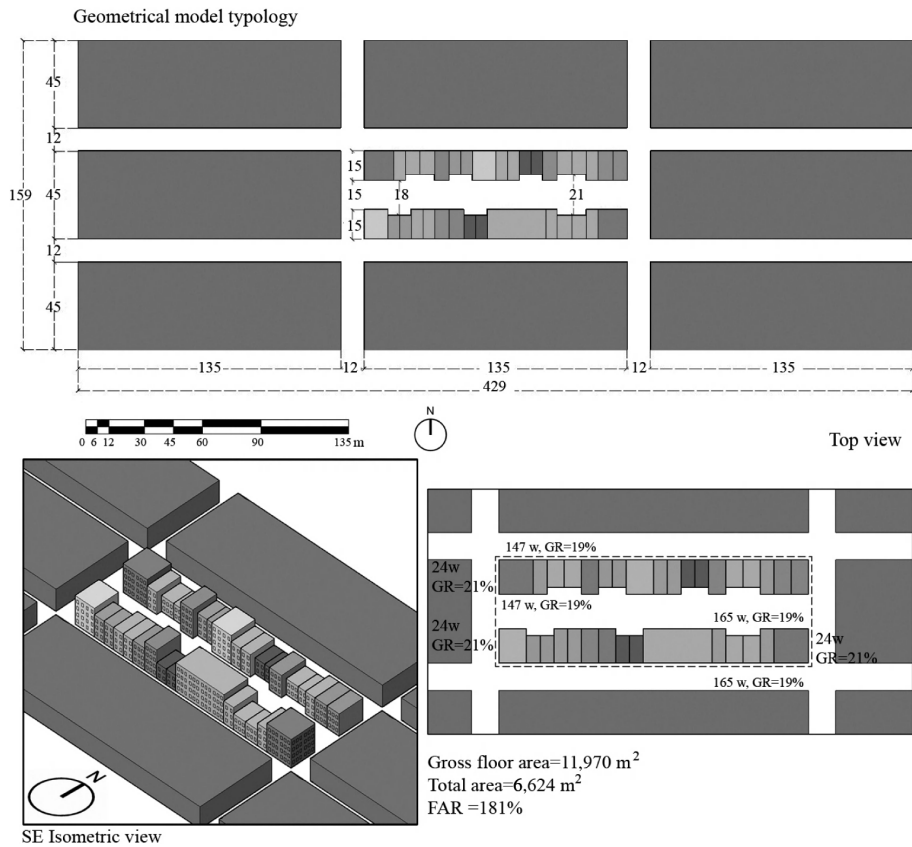 Geometrical model typology
45
12
159
45
12
45
15
15
15
18
21
135
12
135
12
135
429
0 6 12 30 45 60 90 135 m
N
Top view
147 w, GR=19%
24w
GR=21%
147 w, GR=19%
165 w, GR=19%
24w
GR=21%
24w
GR=21%
165 w, GR=19%
Gross floor area=11,970 m²
Total area=6,624 m²
FAR =181%
N
SE Isometric view